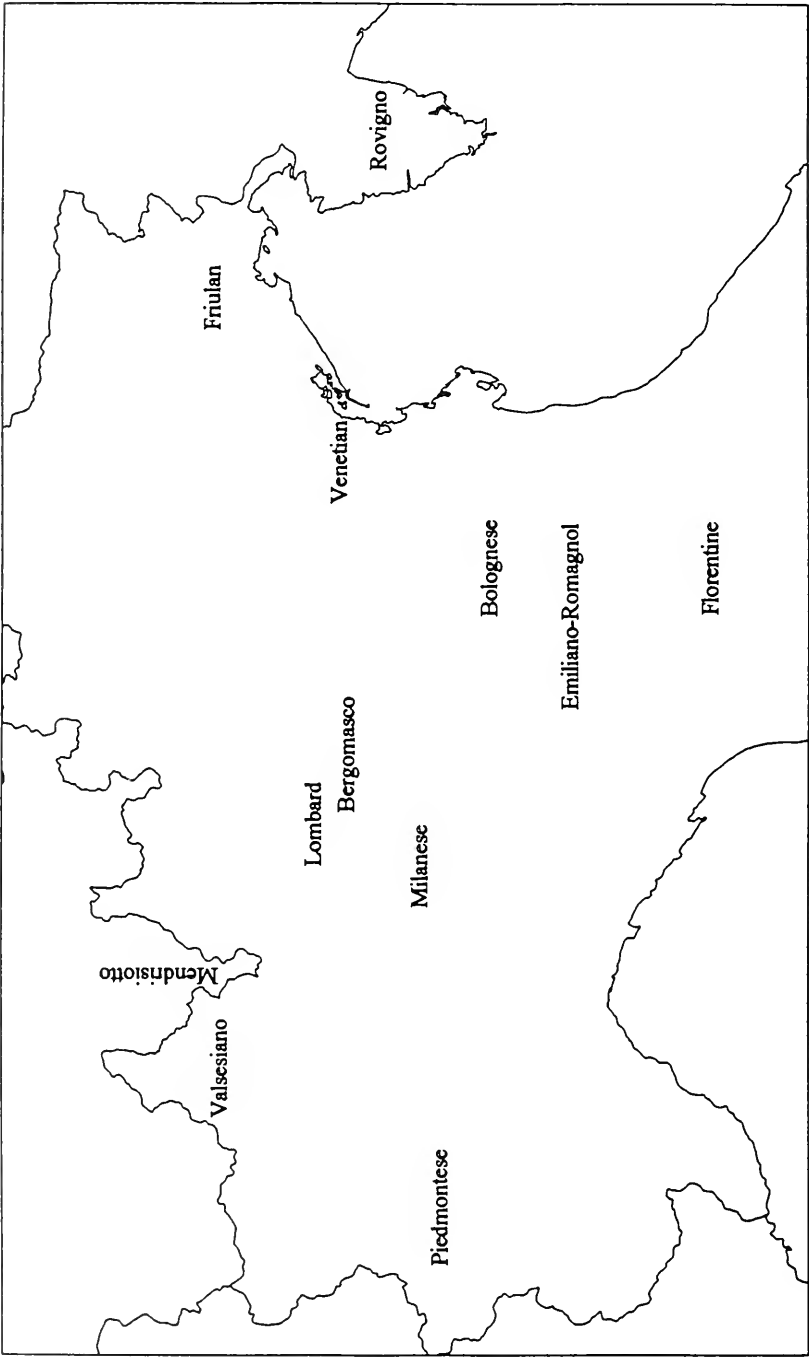 Mendrisiotto
Valsesiano
Friulan
Lombard
Venetian
Bergomasco
Rovigno
Milanese
Piedmontese
Bolognese
Emiliano-Romagnol
Florentine